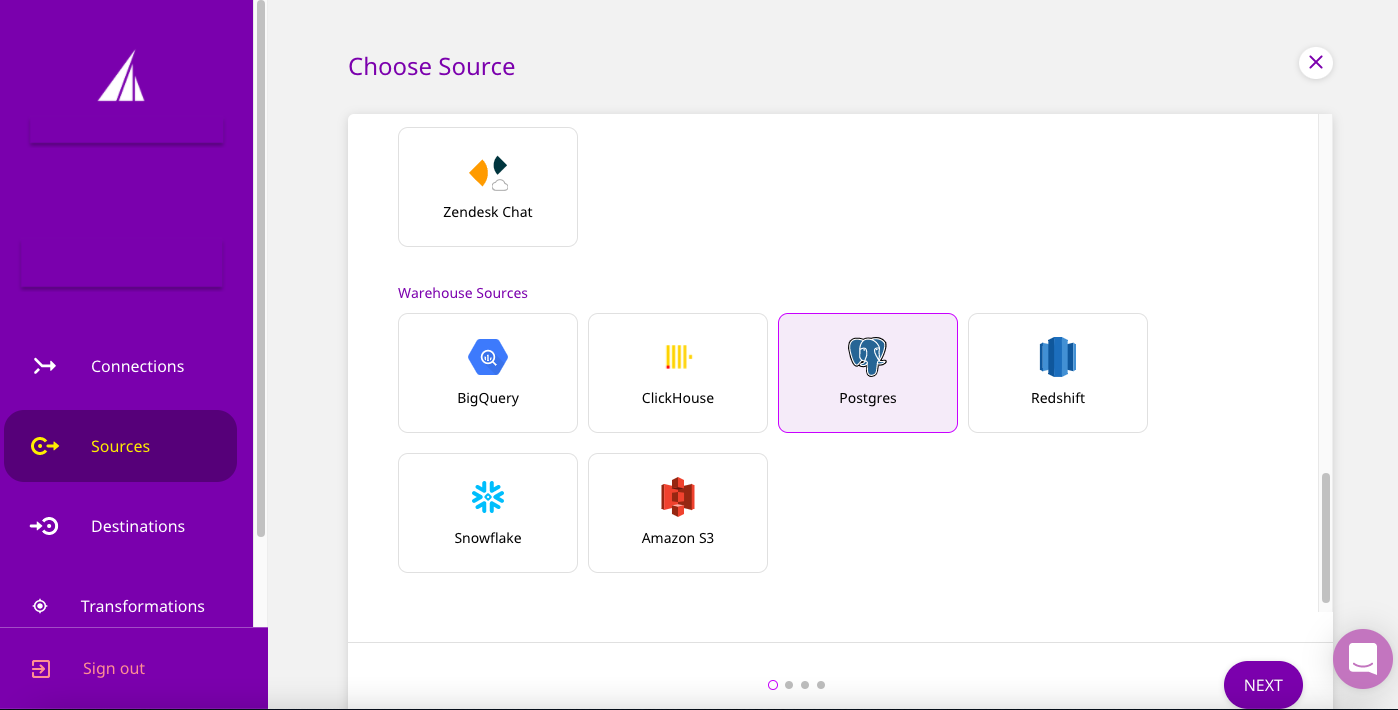 Choose Source
Zendesk Chat
Warehouse Sources
BigQuery
ClickHouse
Postgres
Redshift
Snowflake
Amazon S3
Connections
Sources
Destinations
Transformations
Sign out
NEXT